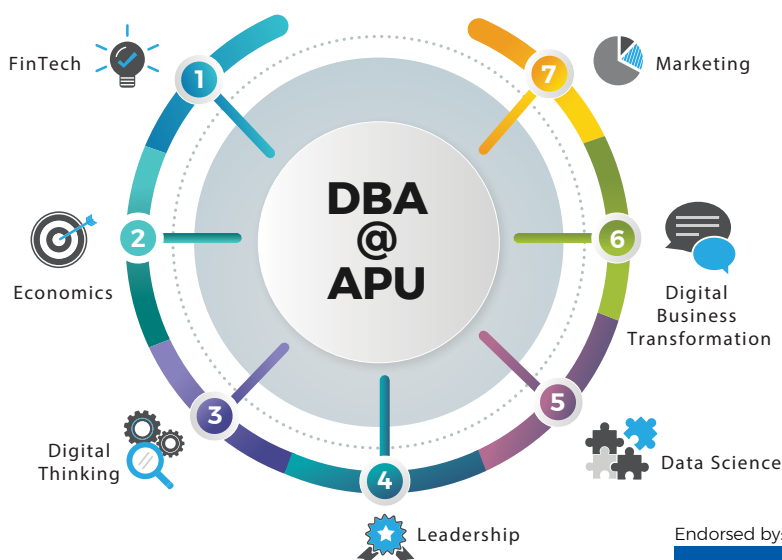 DBA
@
APU
1
FinTech
2
Economics
3
Digital
Thinking
4
Leadership
5
Data Science
6
Digital
Business
Transformation
7
Marketing
Endorsed by: